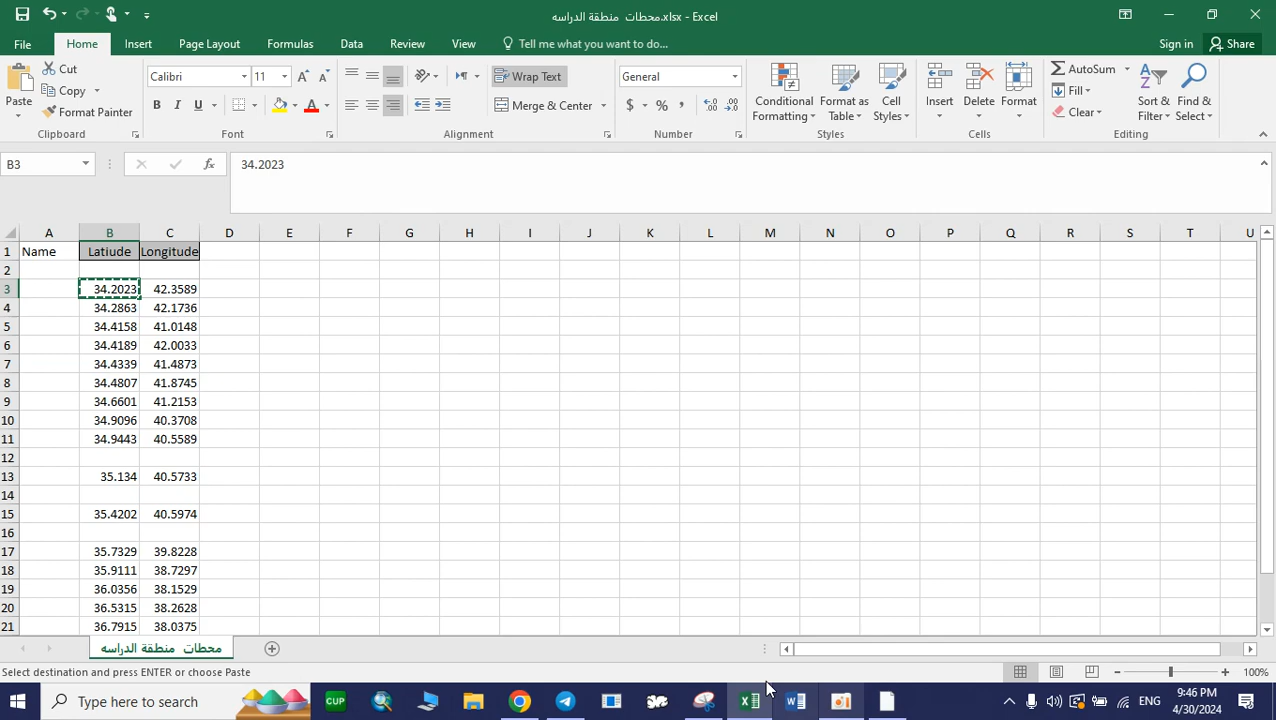 محطات  منطقة الدراسه.xlsx - Excel
File Home Insert Page Layout Formulas Data Review View Tell me what you want to do... Sign in Share
Paste Cut Copy Format Painter
Calibri 11 A A
B I U A
Wrap Text
Merge & Center
General
$ % ,
Conditional Formatting Format as Table Cell Styles
Insert Delete Format
AutoSum Fill Clear
Sort & Filter Find & Select
Clipboard Font Alignment Number Styles Cells Editing
B3 fx 34.2023
A B C D E F G H I J K L M N O P Q R S T U
1 Name Latiude Longitude
2
3 34.2023 42.3589
4 34.2863 42.1736
5 34.4158 41.0148
6 34.4189 42.0033
7 34.4339 41.4873
8 34.4807 41.8745
9 34.6601 41.2153
10 34.9096 40.3708
11 34.9443 40.5589
12
13 35.134 40.5733
14
15 35.4202 40.5974
16
17 35.7329 39.8228
18 35.9111 38.7297
19 36.0356 38.1529
20 36.5315 38.2628
21 36.7915 38.0375
محطات  منطقة الدراسه
Select destination and press ENTER or choose Paste 100%
Type here to search CUP ENG 9:46 PM
4/30/2024